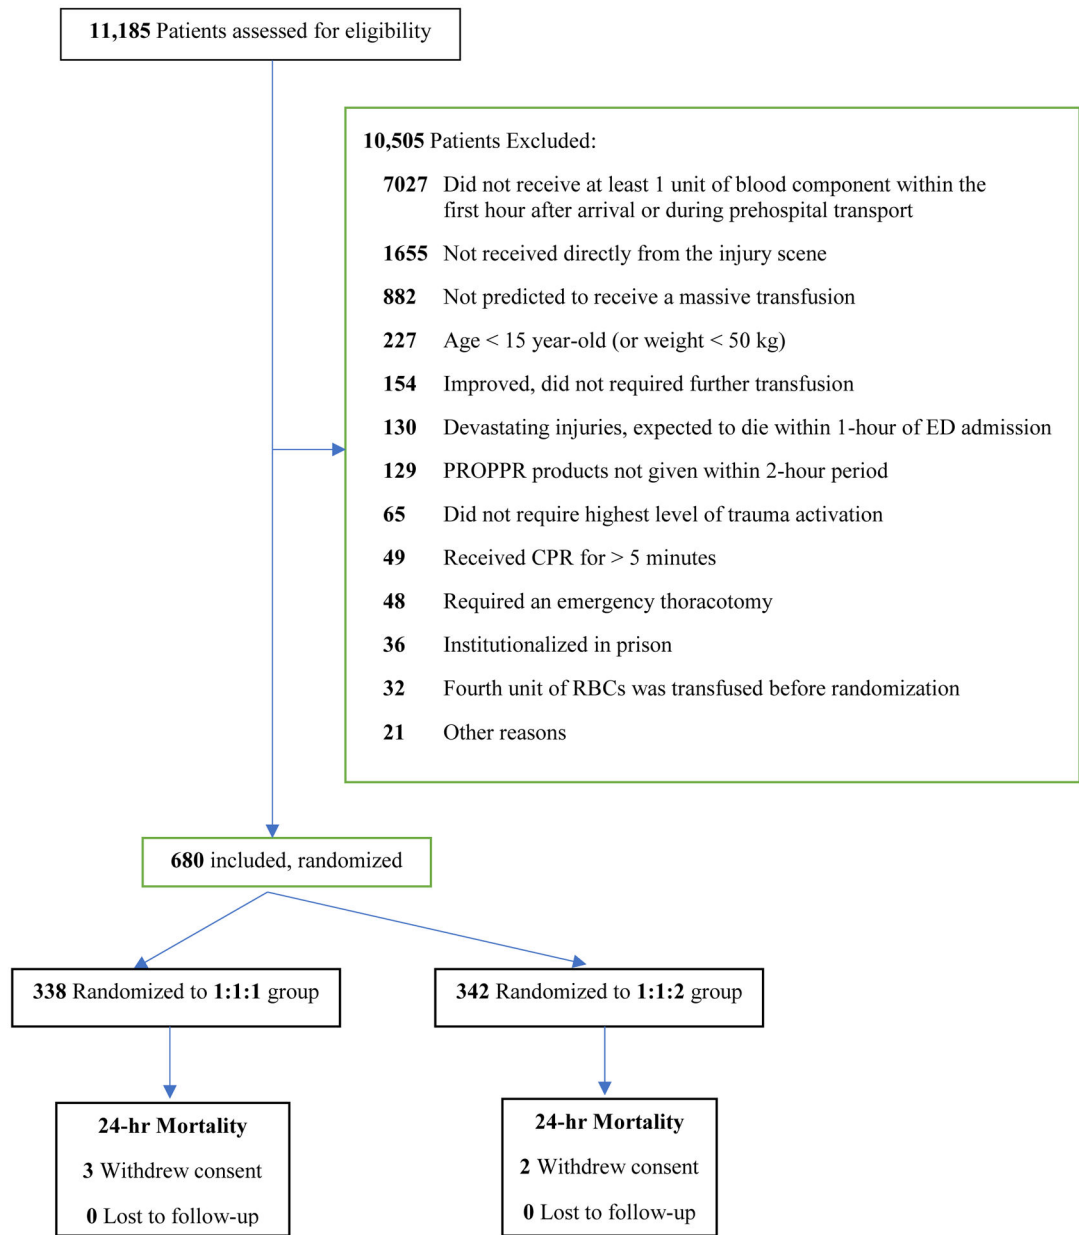 11,185 Patients assessed for eligibility
10,505 Patients Excluded:
7027 Did not receive at least 1 unit of blood component within the
first hour after arrival or during prehospital transport
1655 Not received directly from the injury scene
882 Not predicted to receive a massive transfusion
227 Age < 15 year-old (or weight < 50 kg)
154 Improved, did not required further transfusion
130 Devastating injuries, expected to die within 1-hour of ED admission
129 PROPPR products not given within 2-hour period
65 Did not require highest level of trauma activation
49 Received CPR for > 5 minutes
48 Required an emergency thoracotomy
36 Institutionalized in prison
32 Fourth unit of RBCs was transfused before randomization
21 Other reasons
680 included, randomized
338 Randomized to 1:1:1 group
342 Randomized to 1:1:2 group
24-hr Mortality
3 Withdrew consent
0 Lost to follow-up
24-hr Mortality
2 Withdrew consent
0 Lost to follow-up